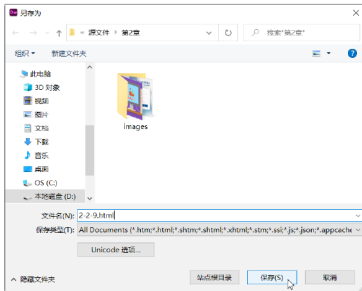 另存为
« 源文件 › 第2章
搜索"第2章"
组织 新建文件夹
此电脑
3D 对象
视频
图片
文档
下载
音乐
桌面
OS (C:)
本地磁盘 (D:)
images
文件名(N): 2-2-9.html
保存类型(T): All Documents (*.htm;*.html;*.shtm;*.shtml;*.xhtml;*.stm;*.ssi;*.js;*.json;*.appcache
Unicode 选项...
隐藏文件夹 站点根目录 保存(S) 取消